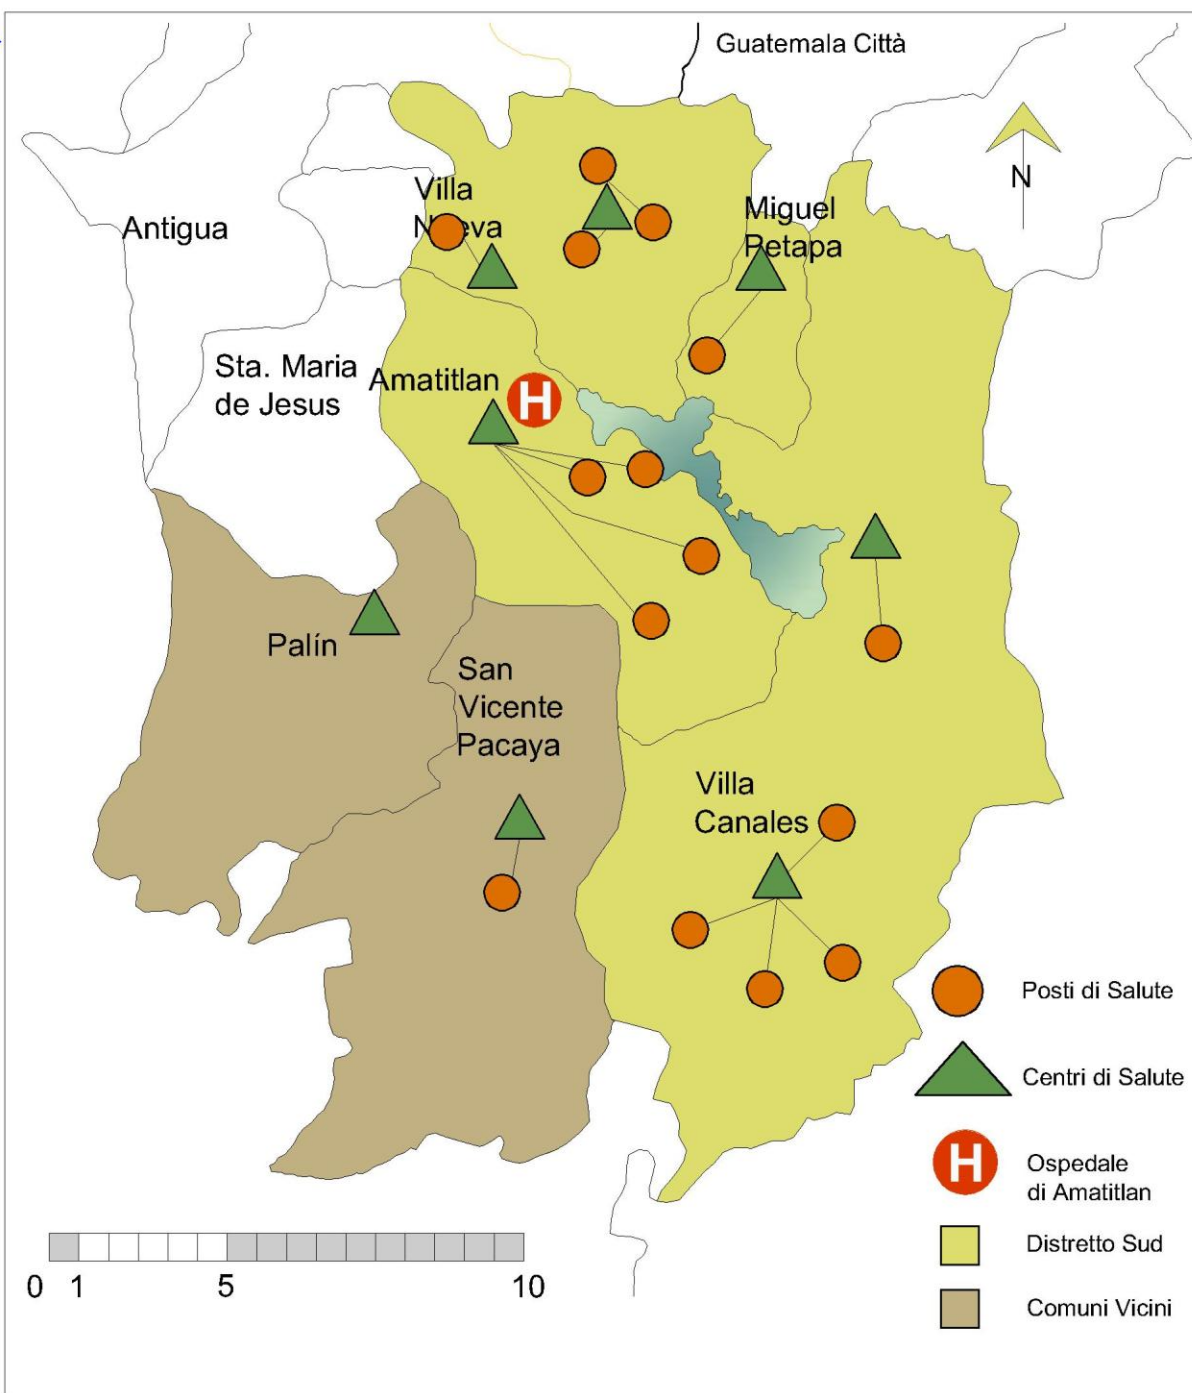 Guatemala Città
N
Villa
Nueva
Miguel
Petapa
Antigua
Sta. Maria
de Jesus
Amatitlan
H
Palín
San
Vicente
Pacaya
Villa
Canales
Posti di Salute
Centri di Salute
H
Ospedale
di Amatitlan
Distretto Sud
Comuni Vicini
0 1 5 10